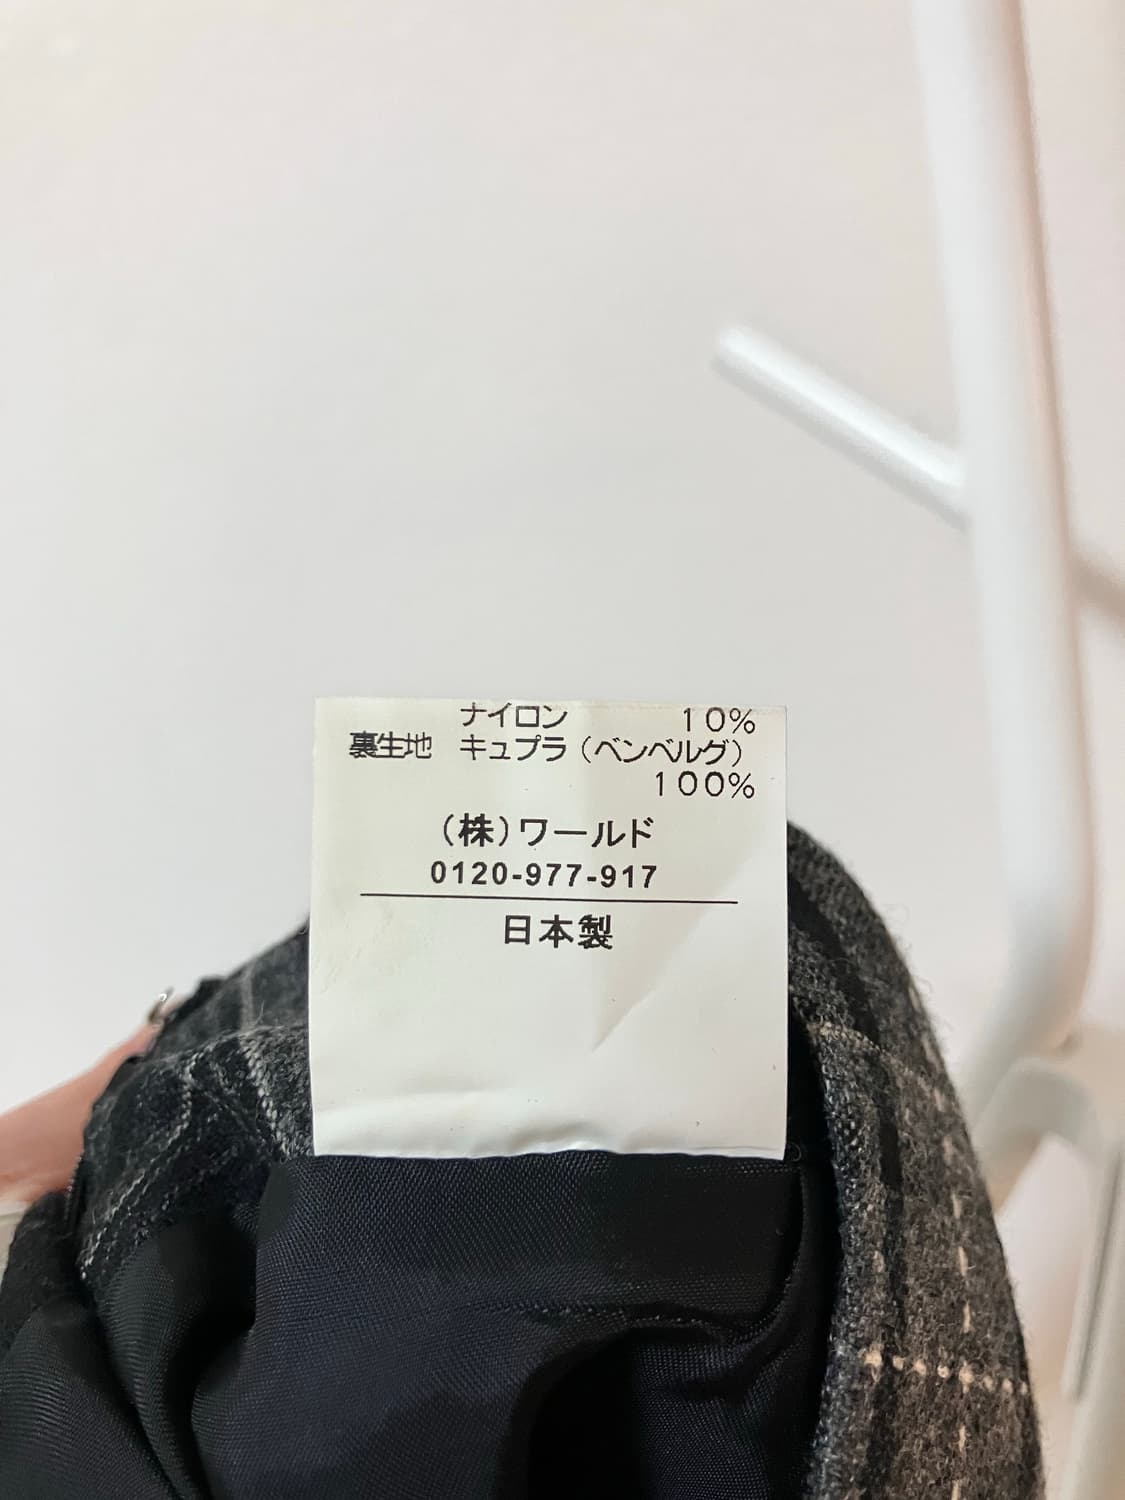 ナイロン 10%
裏生地 キュプラ(ベンベルグ)
100%
(株)ワールド
0120-977-917
日本製